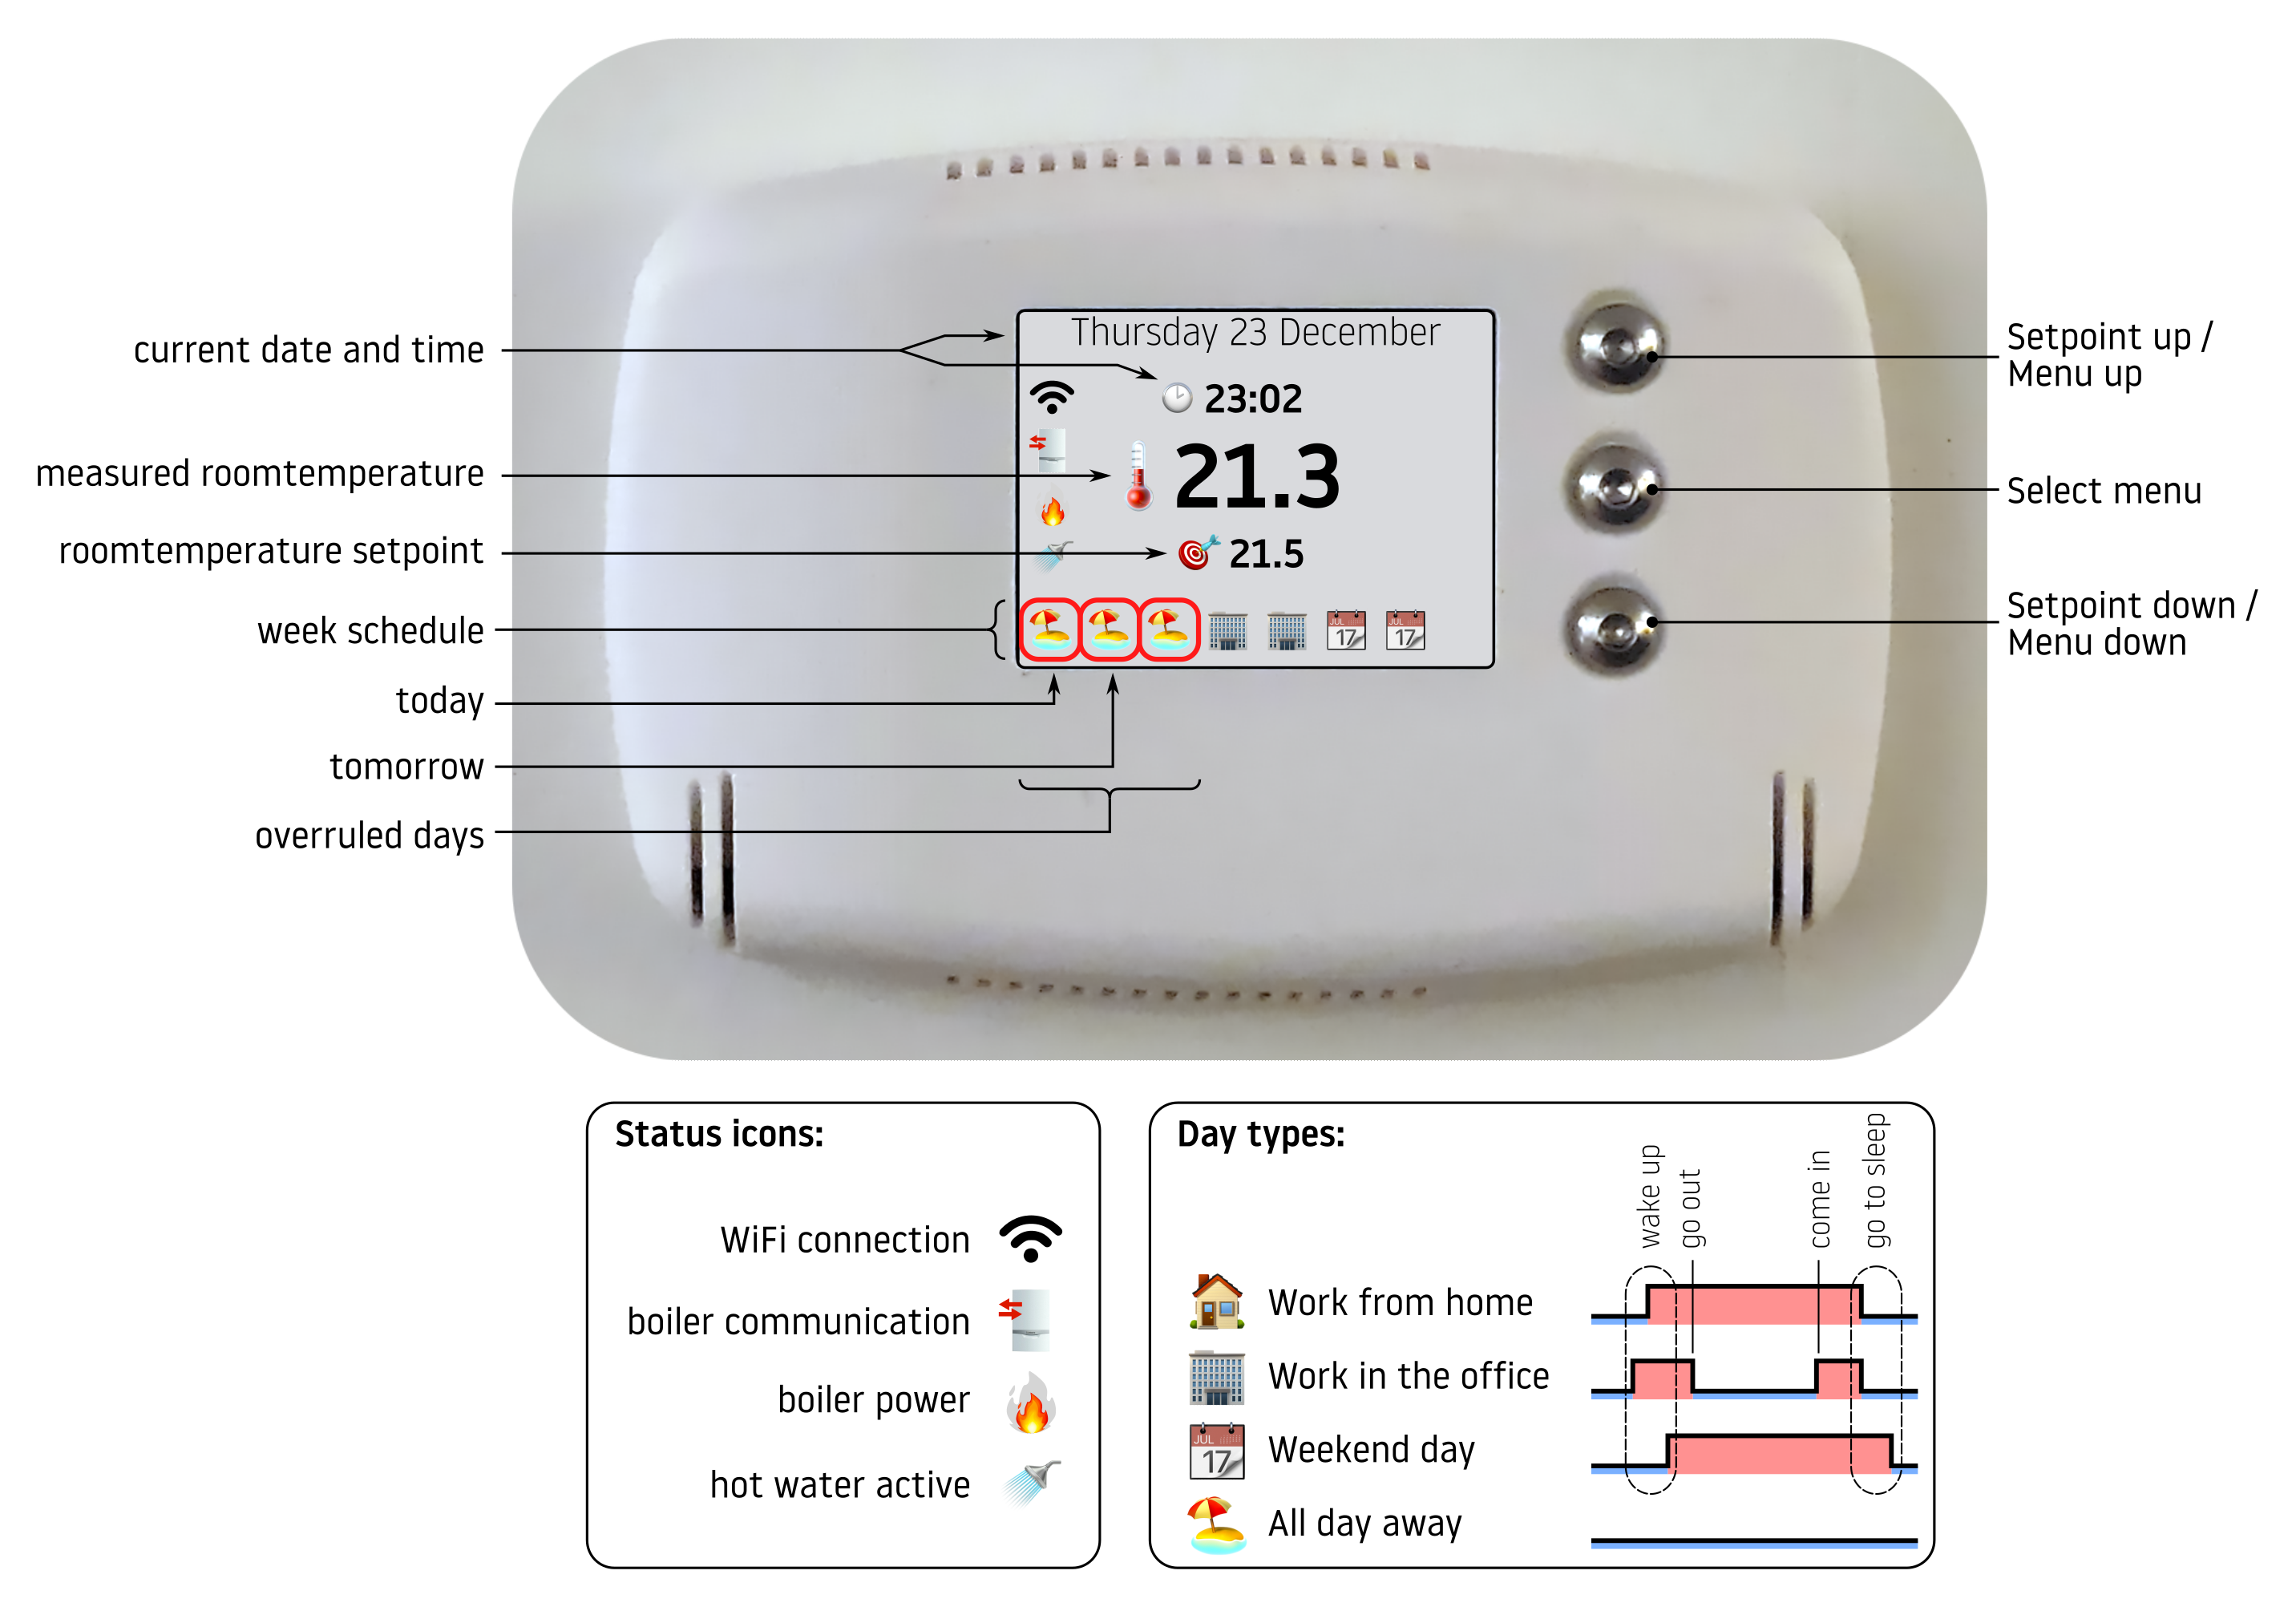 current date and time
measured roomtemperature
roomtemperature setpoint
week schedule
today
tomorrow
overruled days
Thursday 23 December
23:02
21.3
21.5
JUL
17
JUL
17
Setpoint up /
Menu up
Select menu
Setpoint down /
Menu down
Status icons:
WiFi connection
boiler communication
boiler power
hot water active
Day types:
wake up
go out
come in
go to sleep
Work from home
Work in the office
JUL
17
Weekend day
All day away